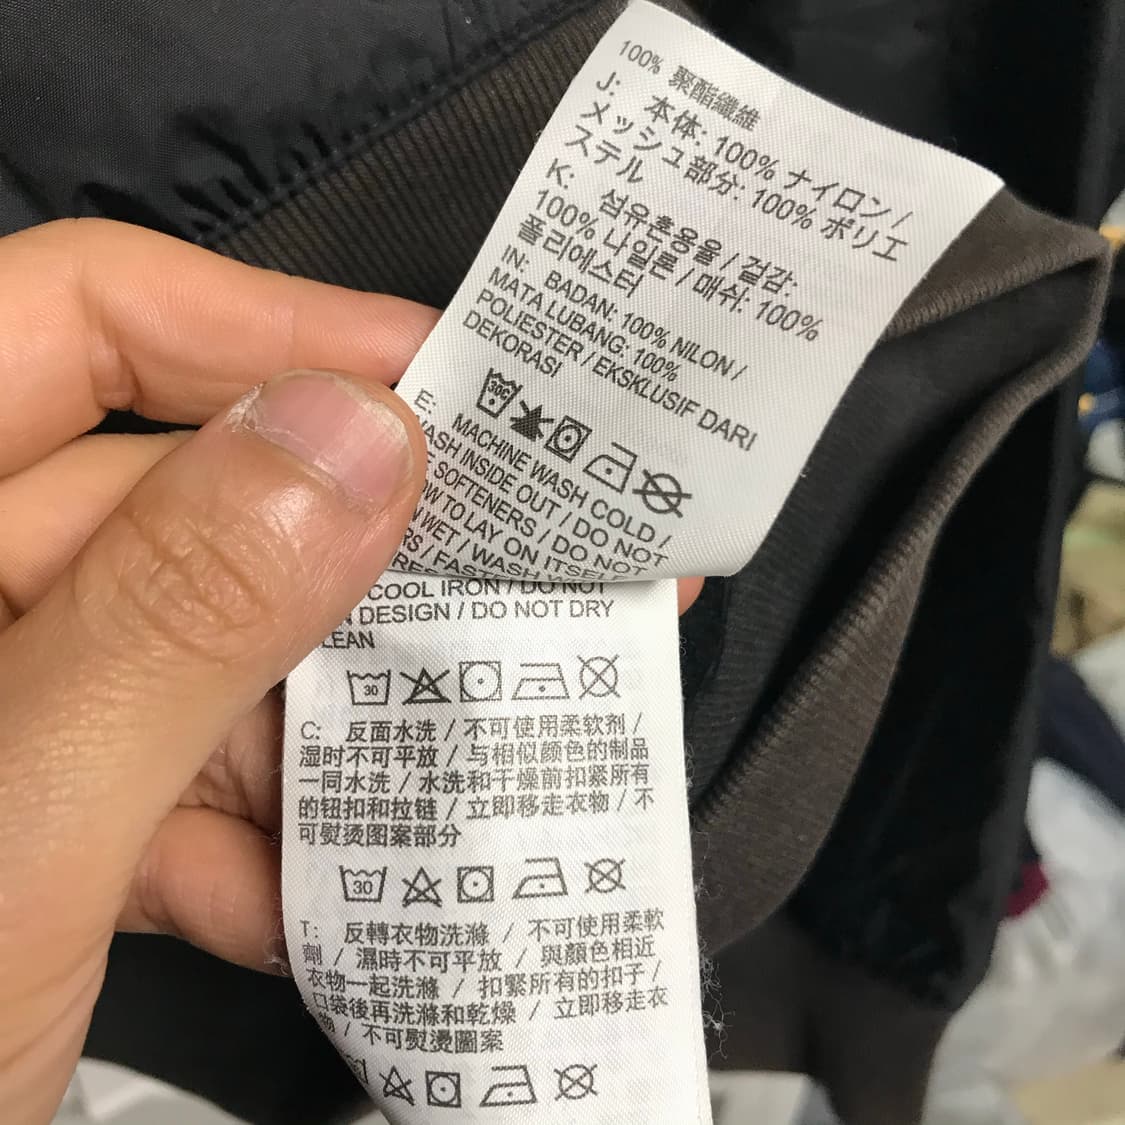 100% 聚酯纖維
J: 本体: 100% ナイロン /
メッシュ部分: 100% ポリエ
ステル
K: 섬유혼용율 / 겉감:
100% 나일론 / 매쉬: 100%
폴리에스터
IN: BADAN: 100% NILON /
MATA LUBANG: 100%
POLIESTER / EKSKLUSIF DARI
DEKORASI
30C
E: MACHINE WASH COLD /
WASH INSIDE OUT / DO NOT
SOFTENERS / DO NOT
TO LAY ON ITSELF
WET / WASH
COOL IRON / DO NOT
DESIGN / DO NOT DRY
30
C: 反面水洗 / 不可使用柔软剂 /
湿时不可平放 / 与相似颜色的制品
一同水洗 / 水洗和干燥前扣紧所有
的钮扣和拉链 / 立即移走衣物 / 不
可熨烫图案部分
30
T: 反轉衣物洗滌 / 不可使用柔軟
劑 / 濕時不可平放 / 與顏色相近
衣物一起洗滌 / 扣緊所有的扣子 /
口袋後再洗滌和乾燥 / 立即移走衣
物 / 不可熨燙圖案